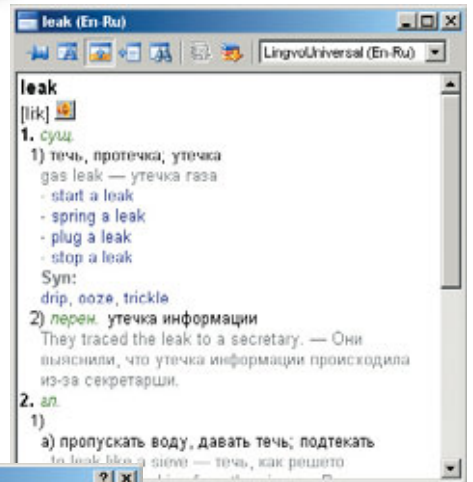 leak (En-Ru)
LingvoUniversal (En-Ru)
leak
[li:k]
1. сущ.
1) течь, протечка; утечка
gas leak — утечка газа
- start a leak
- spring a leak
- plug a leak
- stop a leak
Syn:
drip, ooze, trickle
2) перен. утечка информации
They traced the leak to a secretary. — Они
выяснили, что утечка информации происходила
из-за секретарши.
2. гл.
1)
а) пропускать воду, давать течь; подтекать
to leak like a sieve — течь, как решето